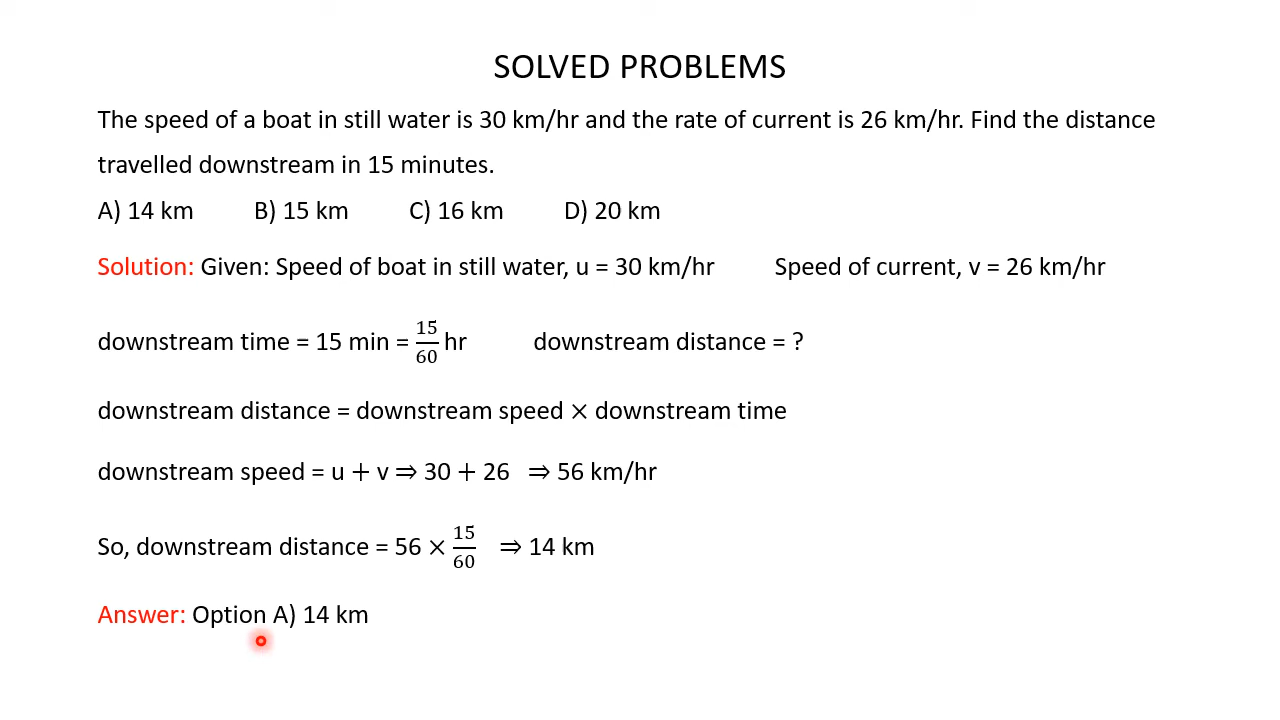 SOLVED PROBLEMS
The speed of a boat in still water is 30 km/hr and the rate of current is 26 km/hr. Find the distance
travelled downstream in 15 minutes.
A) 14 km B) 15 km C) 16 km D) 20 km
Solution: Given: Speed of boat in still water, u = 30 km/hr Speed of current, v = 26 km/hr
downstream time = 15 min = 15/60 hr downstream distance = ?
downstream distance = downstream speed × downstream time
downstream speed = u + v ⇒ 30 + 26 ⇒ 56 km/hr
So, downstream distance = 56 × 15/60 ⇒ 14 km
Answer: Option A) 14 km